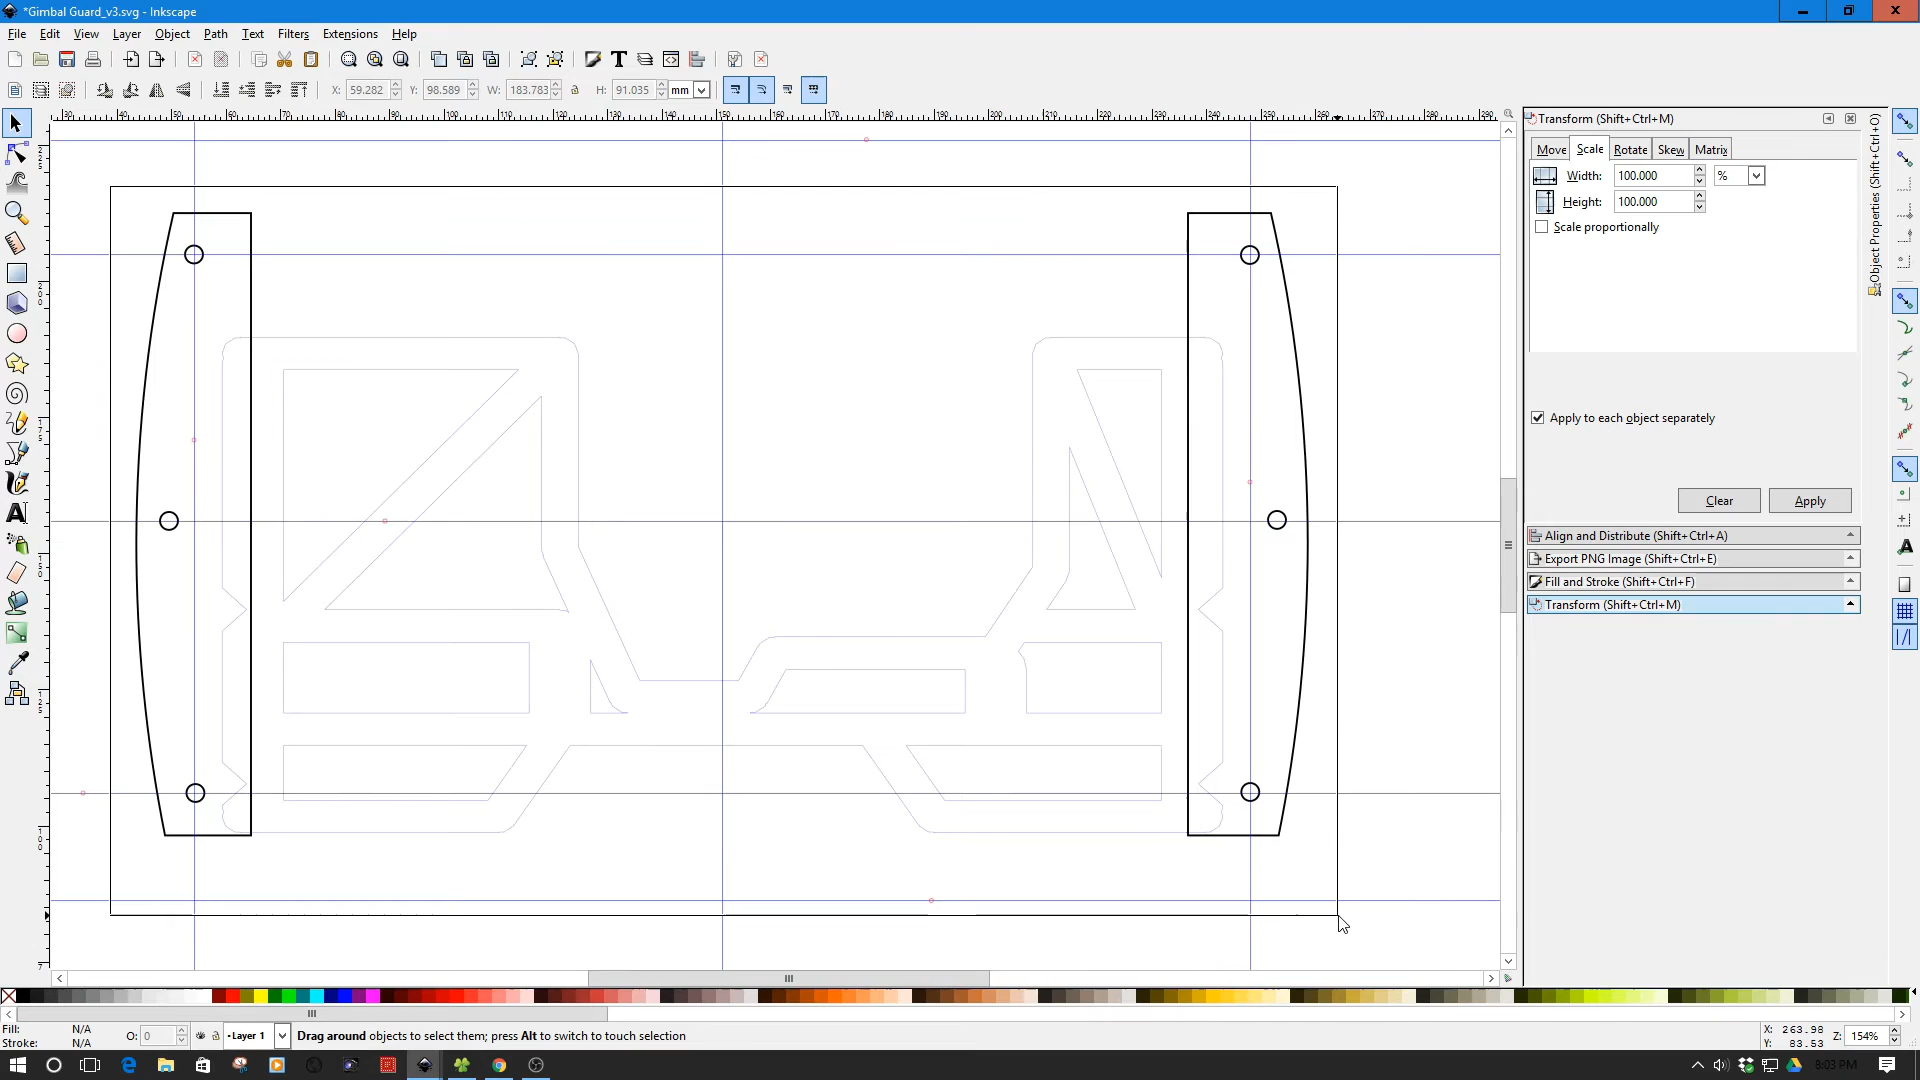 *Gimbal Guard_v3.svg - Inkscape
File Edit View Layer Object Path Text Filters Extensions Help
X: 59.282 Y: 98.589 W: 183.783 H: 91.035 mm
Transform (Shift+Ctrl+M)
Move Scale Rotate Skew Matrix
Width: 100.000 %
Height: 100.000
Scale proportionally
Apply to each object separately
Clear Apply
Align and Distribute (Shift+Ctrl+A)
Export PNG Image (Shift+Ctrl+E)
Fill and Stroke (Shift+Ctrl+F)
Transform (Shift+Ctrl+M)
Object Properties (Shift+Ctrl+O)
Fill: N/A
Stroke: N/A
O: 0
Layer 1
Drag around objects to select them; press Alt to switch to touch selection
X: 263.98
Y: 83.53
Z: 154%
8:03 PM